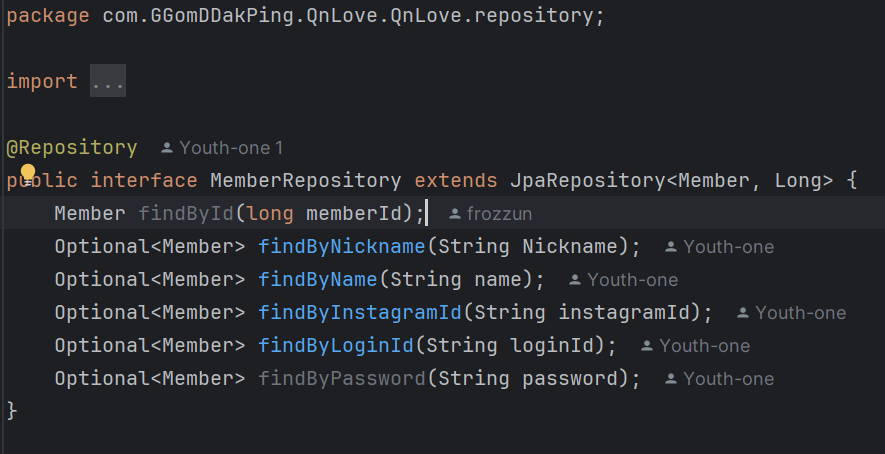 package com.GGomDDakPing.QnLove.QnLove.repository;
import ...
@Repository Youth-one 1
public interface MemberRepository extends JpaRepository<Member, Long> {
Member findById(long memberId); frozzun
Optional<Member> findByNickname(String Nickname); Youth-one
Optional<Member> findByName(String name); Youth-one
Optional<Member> findByInstagramId(String instagramId); Youth-one
Optional<Member> findByLoginId(String loginId); Youth-one
Optional<Member> findByPassword(String password); Youth-one
}